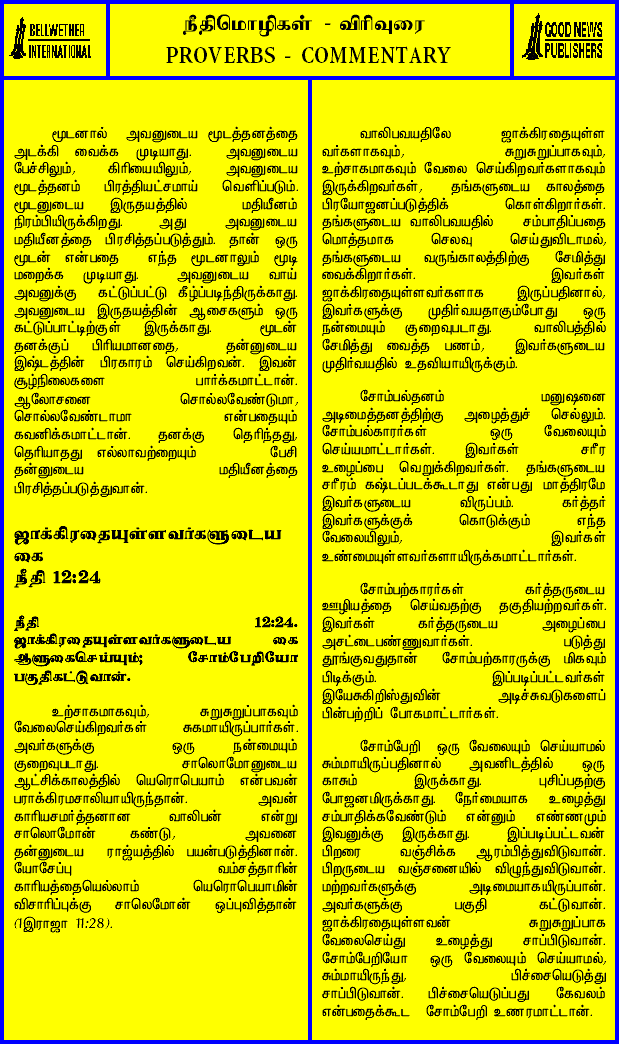 BELLWETHER
INTERNATIONAL
நீதிமொழிகள் - விரிவுரை
PROVERBS - COMMENTARY
GOOD NEWS
PUBLISHERS
மூடனால் அவனுடைய மூடத்தனத்தை
அடக்கி வைக்க முடியாது. அவனுடைய
பேச்சிலும், கிரியையிலும், அவனுடைய
மூடத்தனம் பிரத்தியட்சமாய் வெளிப்படும்.
மூடனுடைய இருதயத்தில் மதியீனம்
நிரம்பியிருக்கிறது. அது அவனுடைய
மதியீனத்தை பிரசித்தப்படுத்தும். தான் ஒரு
மூடன் என்பதை எந்த மூடனாலும் மூடி
மறைக்க முடியாது. அவனுடைய வாய்
அவனுக்கு கட்டுப்பட்டு கீழ்ப்படிந்திருக்காது.
அவனுடைய இருதயத்தின் ஆசைகளும் ஒரு
கட்டுப்பாட்டிற்குள் இருக்காது. மூடன்
தனக்குப் பிரியமானதை, தன்னுடைய
இஷ்டத்தின் பிரகாரம் செய்கிறவன். இவன்
சூழ்நிலைகளை பார்க்கமாட்டான்.
ஆலோசனை சொல்லவேண்டுமா,
சொல்லவேண்டாமா என்பதையும்
கவனிக்கமாட்டான். தனக்கு தெரிந்தது,
தெரியாதது எல்லாவற்றையும் பேசி
தன்னுடைய மதியீனத்தை
பிரசித்தப்படுத்துவான்.
ஜாக்கிரதையுள்ளவர்களுடைய
கை
நீதி 12:24
நீதி 12:24.
ஜாக்கிரதையுள்ளவர்களுடைய கை
ஆளுகைசெய்யும்; சோம்பேறியோ
பகுதிகட்டுவான்.
உற்சாகமாகவும், சுறுசுறுப்பாகவும்
வேலைசெய்கிறவர்கள் சுகமாயிருப்பார்கள்.
அவர்களுக்கு ஒரு நன்மையும்
குறைவுபடாது. சாலொமோனுடைய
ஆட்சிக்காலத்தில் யெரொபெயாம் என்பவன்
பராக்கிரமசாலியாயிருந்தான். அவன்
காரியசமர்த்தனான வாலிபன் என்று
சாலொமோன் கண்டு, அவனை
தன்னுடைய ராஜ்யத்தில் பயன்படுத்தினான்.
யோசேப்பு வம்சத்தாரின்
காரியத்தையெல்லாம் யெரொபெயாமின்
விசாரிப்புக்கு சாலெமோன் ஒப்புவித்தான்
(1இராஜா 11:28).
வாலிபவயதிலே ஜாக்கிரதையுள்ள
வர்களாகவும், சுறுசுறுப்பாகவும்,
உற்சாகமாகவும் வேலை செய்கிறவர்களாகவும்
இருக்கிறவர்கள், தங்களுடைய காலத்தை
பிரயோஜனப்படுத்திக் கொள்கிறார்கள்.
தங்களுடைய வாலிபவயதில் சம்பாதிப்பதை
மொத்தமாக செலவு செய்துவிடாமல்,
தங்களுடைய வருங்காலத்திற்கு சேமித்து
வைக்கிறார்கள். இவர்கள்
ஜாக்கிரதையுள்ளவர்களாக இருப்பதினால்,
இவர்களுக்கு முதிர்வயதாகும்போது ஒரு
நன்மையும் குறைவுபடாது. வாலிபத்தில்
சேமித்து வைத்த பணம், இவர்களுடைய
முதிர்வயதில் உதவியாயிருக்கும்.
சோம்பல்தனம் மனுஷனை
அடிமைத்தனத்திற்கு அழைத்துச் செல்லும்.
சோம்பல்காரர்கள் ஒரு வேலையும்
செய்யமாட்டார்கள். இவர்கள் சரீர
உழைப்பை வெறுக்கிறவர்கள். தங்களுடைய
சரீரம் கஷ்டப்படக்கூடாது என்பது மாத்திரமே
இவர்களுடைய விருப்பம். கர்த்தர்
இவர்களுக்குக் கொடுக்கும் எந்த
வேலையிலும், இவர்கள்
உண்மையுள்ளவர்களாயிருக்கமாட்டார்கள்.
சோம்பற்காரர்கள் கர்த்தருடைய
ஊழியத்தை செய்வதற்கு தகுதியற்றவர்கள்.
இவர்கள் கர்த்தருடைய அழைப்பை
அசட்டைபண்ணுவார்கள். படுத்து
தூங்குவதுதான் சோம்பற்காரருக்கு மிகவும்
பிடிக்கும். இப்படிப்பட்டவர்கள்
இயேசுகிறிஸ்துவின் அடிச்சுவடுகளைப்
பின்பற்றிப் போகமாட்டார்கள்.
சோம்பேறி ஒரு வேலையும் செய்யாமல்
சும்மாயிருப்பதினால் அவனிடத்தில் ஒரு
காசும் இருக்காது. புசிப்பதற்கு
போஜனமிருக்காது. நேர்மையாக உழைத்து
சம்பாதிக்கவேண்டும் என்னும் எண்ணமும்
இவனுக்கு இருக்காது. இப்படிப்பட்டவன்
பிறரை வஞ்சிக்க ஆரம்பித்துவிடுவான்.
பிறருடைய வஞ்சனையில் விழுந்துவிடுவான்.
மற்றவர்களுக்கு அடிமையாகயிருப்பான்.
அவர்களுக்கு பகுதி கட்டுவான்.
ஜாக்கிரதையுள்ளவன் சுறுசுறுப்பாக
வேலைசெய்து உழைத்து சாப்பிடுவான்.
சோம்பேறியோ ஒரு வேலையும் செய்யாமல்,
சும்மாயிருந்து, பிச்சையெடுத்து
சாப்பிடுவான். பிச்சையெடுப்பது கேவலம்
என்பதைக்கூட சோம்பேறி உணரமாட்டான்.